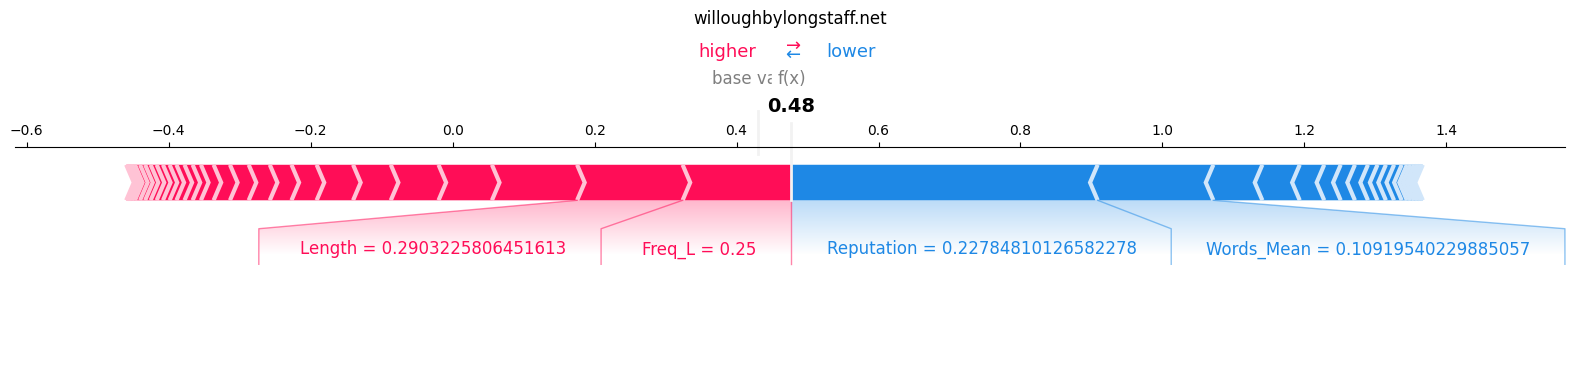 willoughbylongstaff.net
higher ⇄ lower
base va f(x)
0.48
−0.6 −0.4 −0.2 0.0 0.2 0.4 0.6 0.8 1.0 1.2 1.4
Length = 0.2903225806451613 Freq_L = 0.25 Reputation = 0.22784810126582278 Words_Mean = 0.10919540229885057